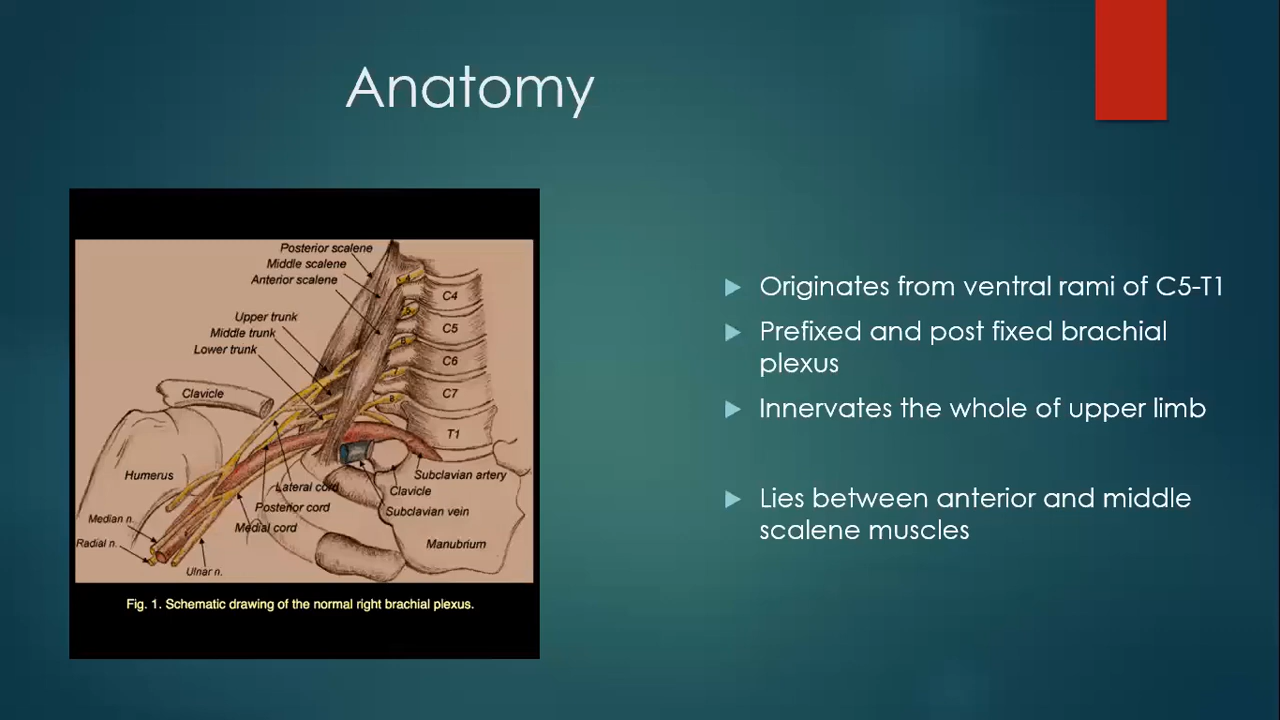 Anatomy
Posterior scalene
Middle scalene
Anterior scalene
Upper trunk
Middle trunk
Lower trunk
Clavicle
Humerus
Median n.
Radial n.
Ulnar n.
Lateral cord
Posterior cord
Medial cord
C4
C5
C6
C7
T1
Subclavian artery
Clavicle
Subclavian vein
Manubrium
Fig. 1. Schematic drawing of the normal right brachial plexus.
Originates from ventral rami of C5-T1
Prefixed and post fixed brachial
plexus
Innervates the whole of upper limb
Lies between anterior and middle
scalene muscles